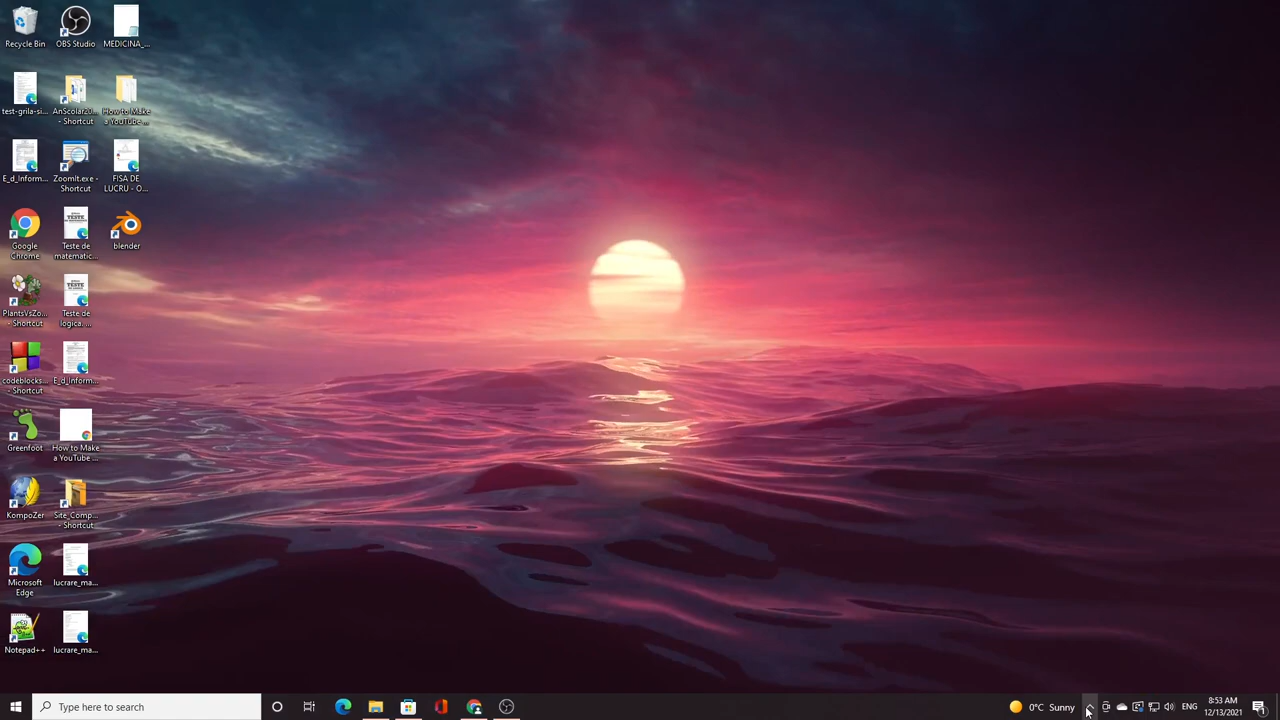 Recycle Bin
OBS Studio
MEDICINA_...
test-grila-si...
AnScolar20...
- Shortcut
How to Make
a YouTube ...
E_d_Inform...
ZoomIt.exe -
Shortcut
FISA DE
LUCRU - O...
Google
Chrome
TESTE
Teste de
matematic...
blender
PlantsVsZo...
- Shortcut
TESTE
Teste de
logica. ...
codeblocks...
- Shortcut
E_d_Inform...
Greenfoot
How to Make
a YouTube ...
KompoZer
Site_Comp...
- Shortcut
Microsoft
Edge
lucrare_ma...
Notepad++
lucrare_ma...
Type here to search
0°C Sunny
ENG
8:53 AM
12/13/2021